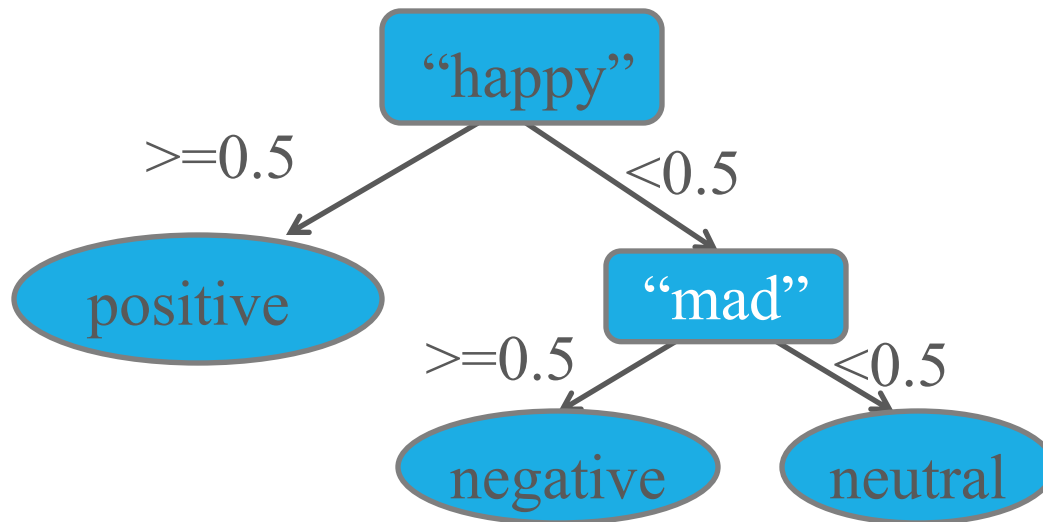 “happy”
>=0.5
<0.5
positive
“mad”
>=0.5
<0.5
negative
neutral